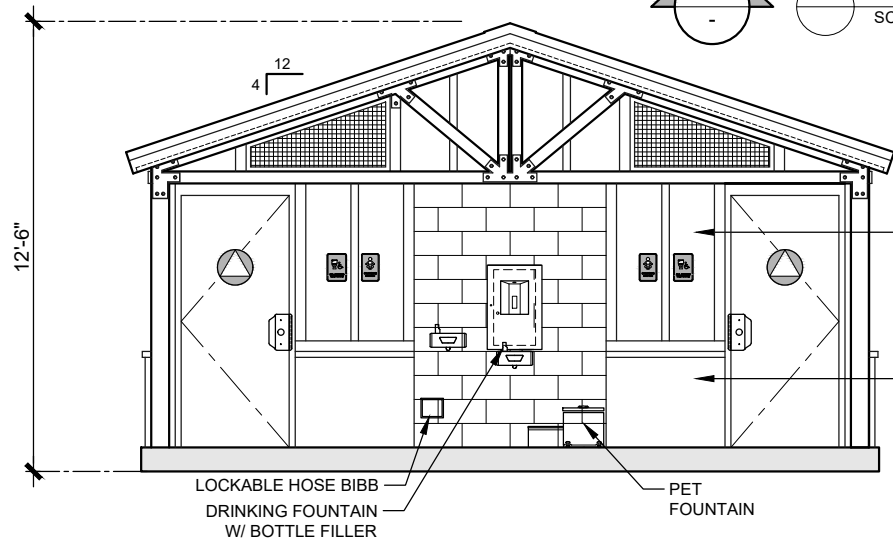 -
SC
12
4
12'-6"
LOCKABLE HOSE BIBB
DRINKING FOUNTAIN
W/ BOTTLE FILLER
PET
FOUNTAIN